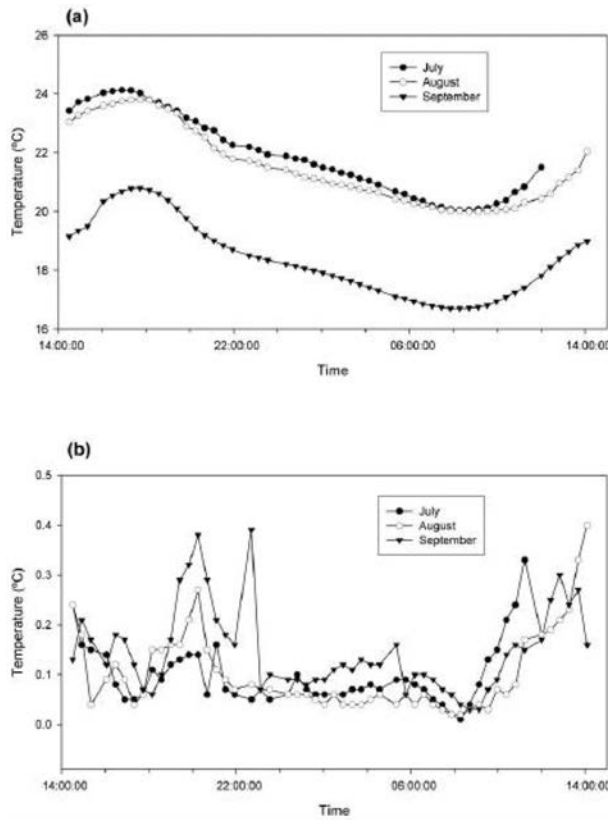 (a)
26
24
22
20
18
16
Temperature (ºC)
July
August
September
14:00:00 22:00:00 06:00:00 14:00:00
Time
(b)
0.5
0.4
0.3
0.2
0.1
0.0
Temperature (ºC)
July
August
September
14:00:00 22:00:00 06:00:00 14:00:00
Time